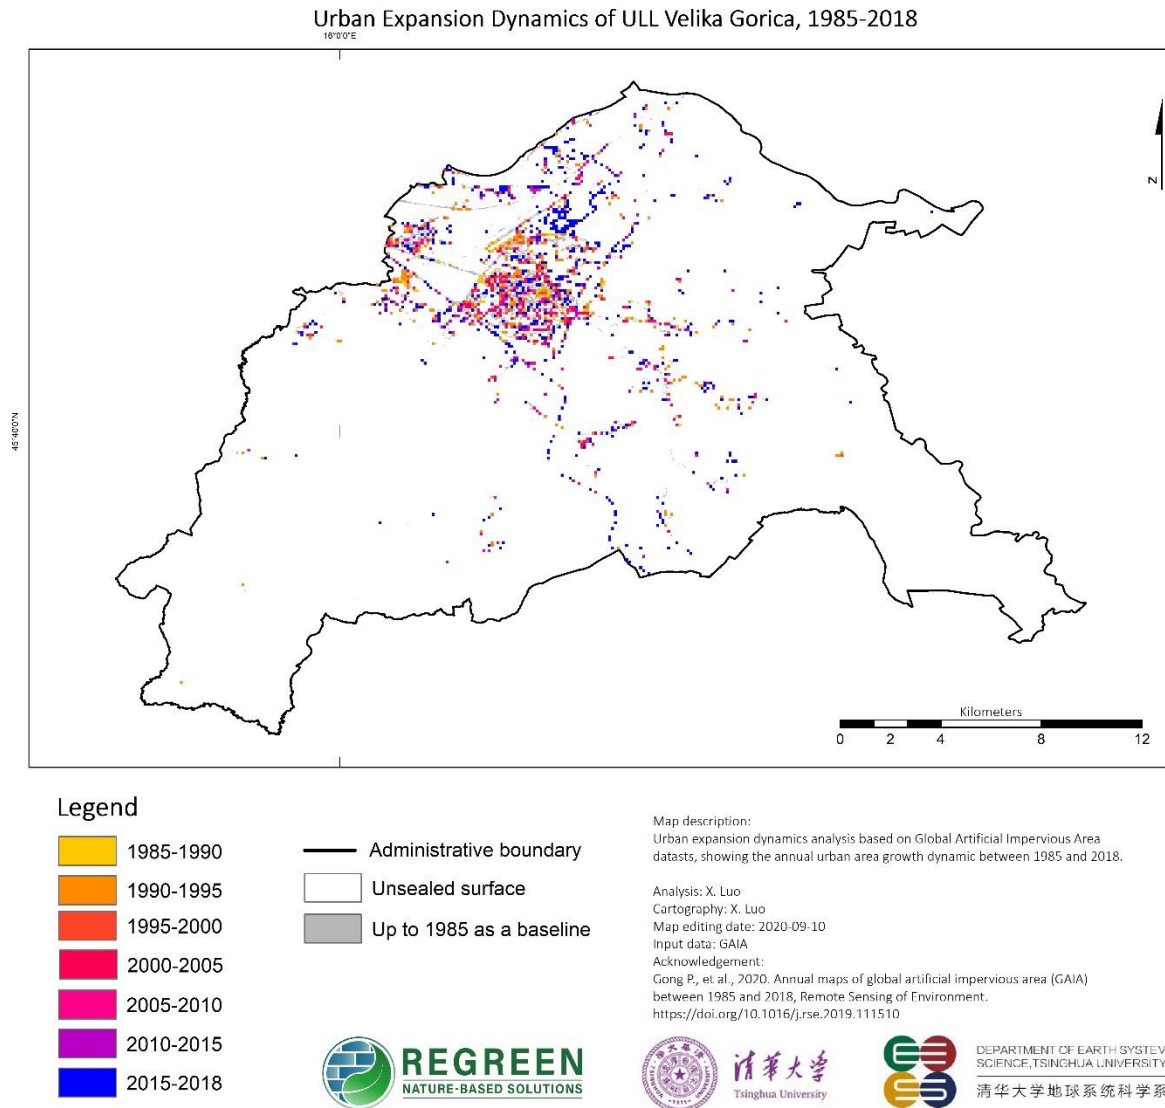 Urban Expansion Dynamics of ULL Velika Gorica, 1985-2018
16°0'0"E
N
45°40'0"N
Kilometers
0 2 4 8 12
Legend
1985-1990
1990-1995
1995-2000
2000-2005
2005-2010
2010-2015
2015-2018
Administrative boundary
Unsealed surface
Up to 1985 as a baseline
Map description:
Urban expansion dynamics analysis based on Global Artificial Impervious Area
datasts, showing the annual urban area growth dynamic between 1985 and 2018.
Analysis: X. Luo
Cartography: X. Luo
Map editing date: 2020-09-10
Input data: GAIA
Acknowledgement:
Gong P., et al., 2020. Annual maps of global artificial impervious area (GAIA)
between 1985 and 2018, Remote Sensing of Environment.
https://doi.org/10.1016/j.rse.2019.111510
REGREEN
NATURE-BASED SOLUTIONS
清華大学
Tsinghua University
DEPARTMENT OF EARTH SYSTEM
SCIENCE,TSINGHUA UNIVERSITY
清华大学地球系统科学系